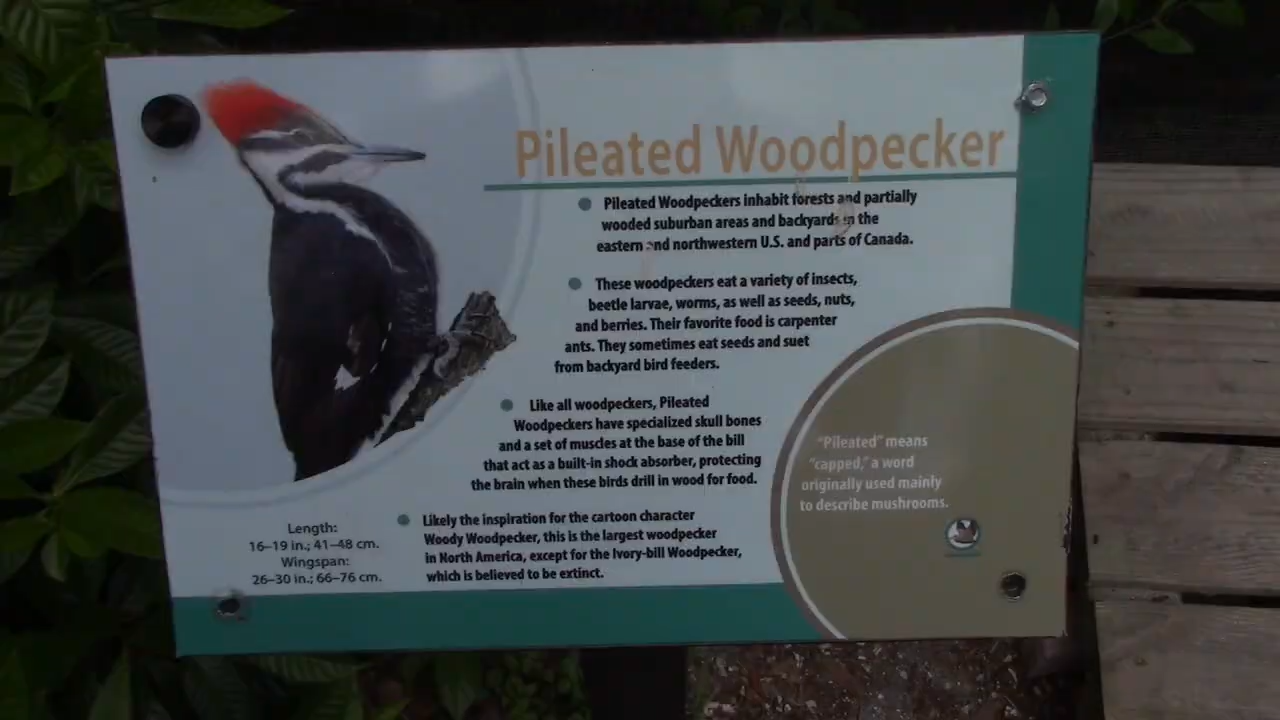 Pileated Woodpecker
Pileated Woodpeckers inhabit forests and partially
wooded suburban areas and backyards in the
eastern and northwestern U.S. and parts of Canada.
These woodpeckers eat a variety of insects,
beetle larvae, worms, as well as seeds, nuts,
and berries. Their favorite food is carpenter
ants. They sometimes eat seeds and suet
from backyard bird feeders.
Like all woodpeckers, Pileated
Woodpeckers have specialized skull bones
and a set of muscles at the base of the bill
that act as a built-in shock absorber, protecting
the brain when these birds drill in wood for food.
Likely the inspiration for the cartoon character
Woody Woodpecker, this is the largest woodpecker
in North America, except for the Ivory-bill Woodpecker,
which is believed to be extinct.
Length:
16–19 in.; 41–48 cm.
Wingspan:
26–30 in.; 66–76 cm.
“Pileated” means
“capped,” a word
originally used mainly
to describe mushrooms.